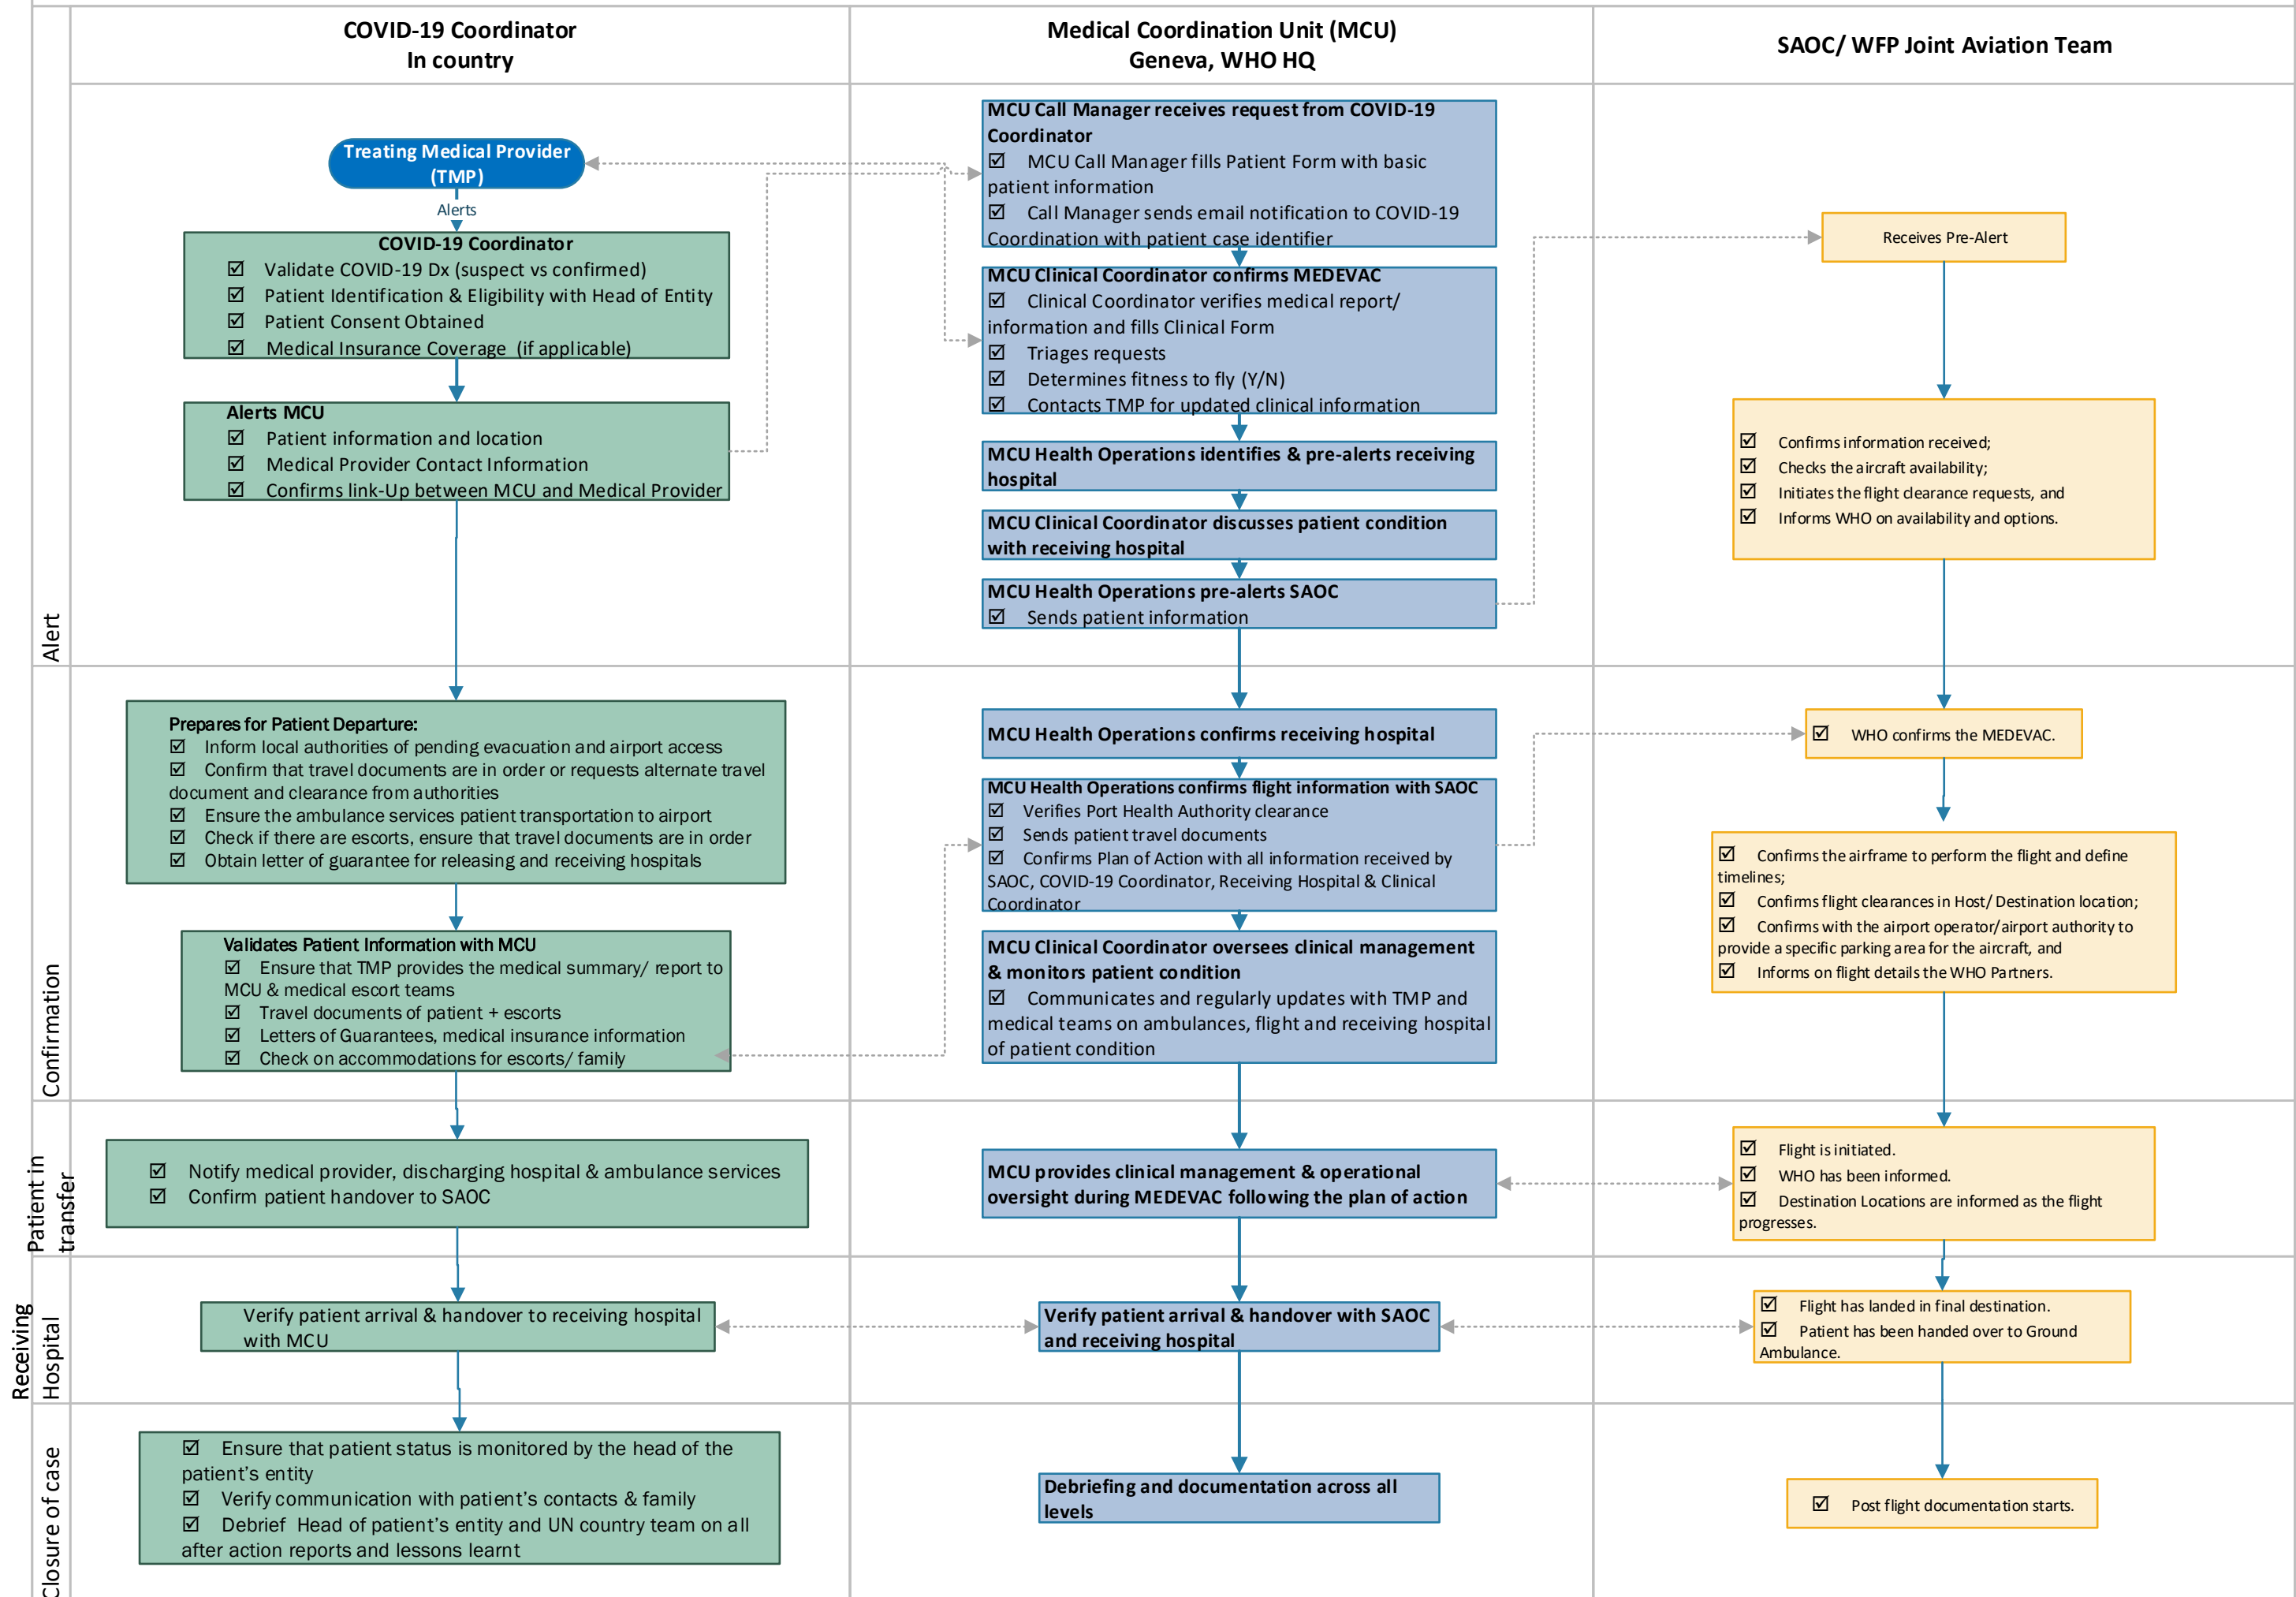 COVID-19 Coordinator
In country
Medical Coordination Unit (MCU)
Geneva, WHO HQ
SAOC/ WFP Joint Aviation Team
Alert
Treating Medical Provider
(TMP)
Alerts
COVID-19 Coordinator
☑ Validate COVID-19 Dx (suspect vs confirmed)
☑ Patient Identification & Eligibility with Head of Entity
☑ Patient Consent Obtained
☑ Medical Insurance Coverage (if applicable)
Alerts MCU
☑ Patient information and location
☑ Medical Provider Contact Information
☑ Confirms link-Up between MCU and Medical Provider
MCU Call Manager receives request from COVID-19
Coordinator
☑ MCU Call Manager fills Patient Form with basic
patient information
☑ Call Manager sends email notification to COVID-19
Coordination with patient case identifier
MCU Clinical Coordinator confirms MEDEVAC
☑ Clinical Coordinator verifies medical report/
information and fills Clinical Form
☑ Triages requests
☑ Determines fitness to fly (Y/N)
☑ Contacts TMP for updated clinical information
MCU Health Operations identifies & pre-alerts receiving
hospital
MCU Clinical Coordinator discusses patient condition
with receiving hospital
MCU Health Operations pre-alerts SAOC
☑ Sends patient information
Receives Pre-Alert
☑ Confirms information received;
☑ Checks the aircraft availability;
☑ Initiates the flight clearance requests, and
☑ Informs WHO on availability and options.
Confirmation
Prepares for Patient Departure:
☑ Inform local authorities of pending evacuation and airport access
☑ Confirm that travel documents are in order or requests alternate travel
document and clearance from authorities
☑ Ensure the ambulance services patient transportation to airport
☑ Check if there are escorts, ensure that travel documents are in order
☑ Obtain letter of guarantee for releasing and receiving hospitals
Validates Patient Information with MCU
☑ Ensure that TMP provides the medical summary/ report to
MCU & medical escort teams
☑ Travel documents of patient + escorts
☑ Letters of Guarantees, medical insurance information
☑ Check on accommodations for escorts/ family
MCU Health Operations confirms receiving hospital
MCU Health Operations confirms flight information with SAOC
☑ Verifies Port Health Authority clearance
☑ Sends patient travel documents
☑ Confirms Plan of Action with all information received by
SAOC, COVID-19 Coordinator, Receiving Hospital & Clinical
Coordinator
MCU Clinical Coordinator oversees clinical management
& monitors patient condition
☑ Communicates and regularly updates with TMP and
medical teams on ambulances, flight and receiving hospital
of patient condition
☑ WHO confirms the MEDEVAC.
☑ Confirms the airframe to perform the flight and define
timelines;
☑ Confirms flight clearances in Host/ Destination location;
☑ Confirms with the airport operator/airport authority to
provide a specific parking area for the aircraft, and
☑ Informs on flight details the WHO Partners.
Patient in
transfer
☑ Notify medical provider, discharging hospital & ambulance services
☑ Confirm patient handover to SAOC
MCU provides clinical management & operational
oversight during MEDEVAC following the plan of action
☑ Flight is initiated.
☑ WHO has been informed.
☑ Destination Locations are informed as the flight
progresses.
Receiving
Hospital
Verify patient arrival & handover to receiving hospital
with MCU
Verify patient arrival & handover with SAOC
and receiving hospital
☑ Flight has landed in final destination.
☑ Patient has been handed over to Ground
Ambulance.
Closure of case
☑ Ensure that patient status is monitored by the head of the
patient's entity
☑ Verify communication with patient's contacts & family
☑ Debrief Head of patient's entity and UN country team on all
after action reports and lessons learnt
Debriefing and documentation across all
levels
☑ Post flight documentation starts.